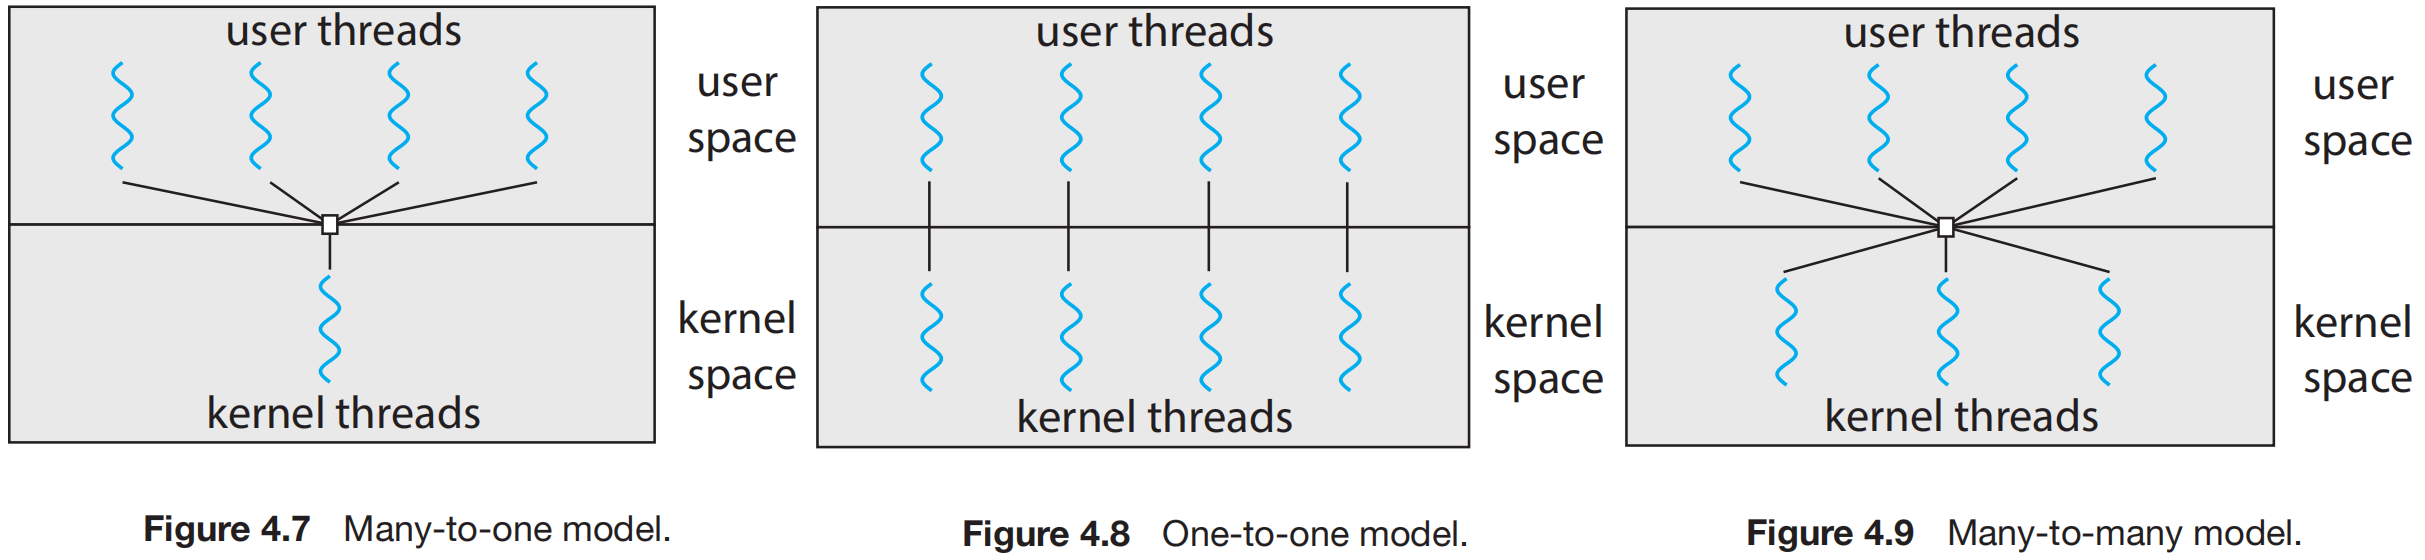 user threads
user
space
kernel
space
kernel threads
Figure 4.7 Many-to-one model.
user threads
user
space
kernel
space
kernel threads
Figure 4.8 One-to-one model.
user threads
user
space
kernel
space
kernel threads
Figure 4.9 Many-to-many model.